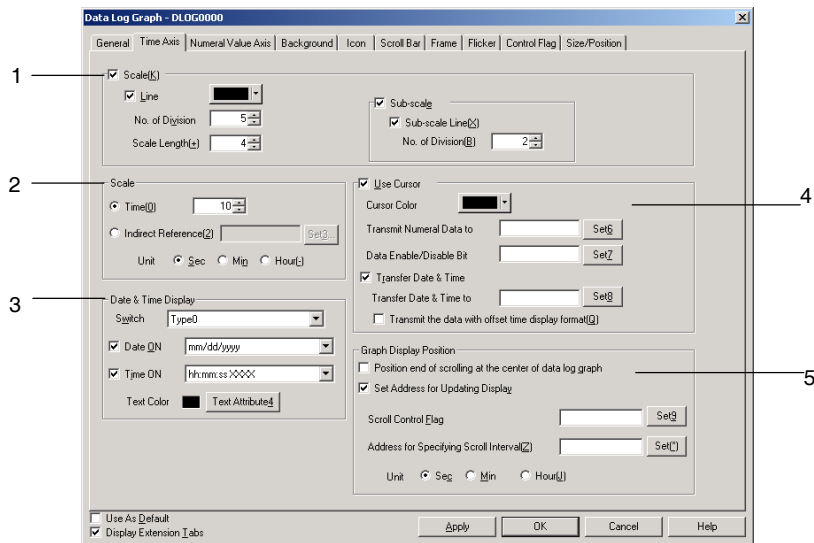 Data Log Graph - DLOG0000
General Time Axis Numeral Value Axis Background Icon Scroll Bar Frame Flicker Control Flag Size/Position
1
Scale(K)
Line
No. of Division 5
Scale Length(+) 4
Sub-scale
Sub-scale Line(X)
No. of Division(B) 2
2
Scale
Time(0) 10
Indirect Reference(2) Set3...
Unit Sec Min Hour(-)
3
Date & Time Display
Switch Type0
Date ON mm/dd/yyyy
Time ON hh:mm:ss XXXX
Text Color Text Attribute4
4
Use Cursor
Cursor Color
Transmit Numeral Data to Set6
Data Enable/Disable Bit Set7
Transfer Date & Time
Transfer Date & Time to Set8
Transmit the data with offset time display format(Q)
5
Graph Display Position
Position end of scrolling at the center of data log graph
Set Address for Updating Display
Scroll Control Flag Set9
Address for Specifying Scroll Interval(Z) Set(*)
Unit Sec Min Hour(J)
Use As Default
Display Extension Tabs
Apply OK Cancel Help